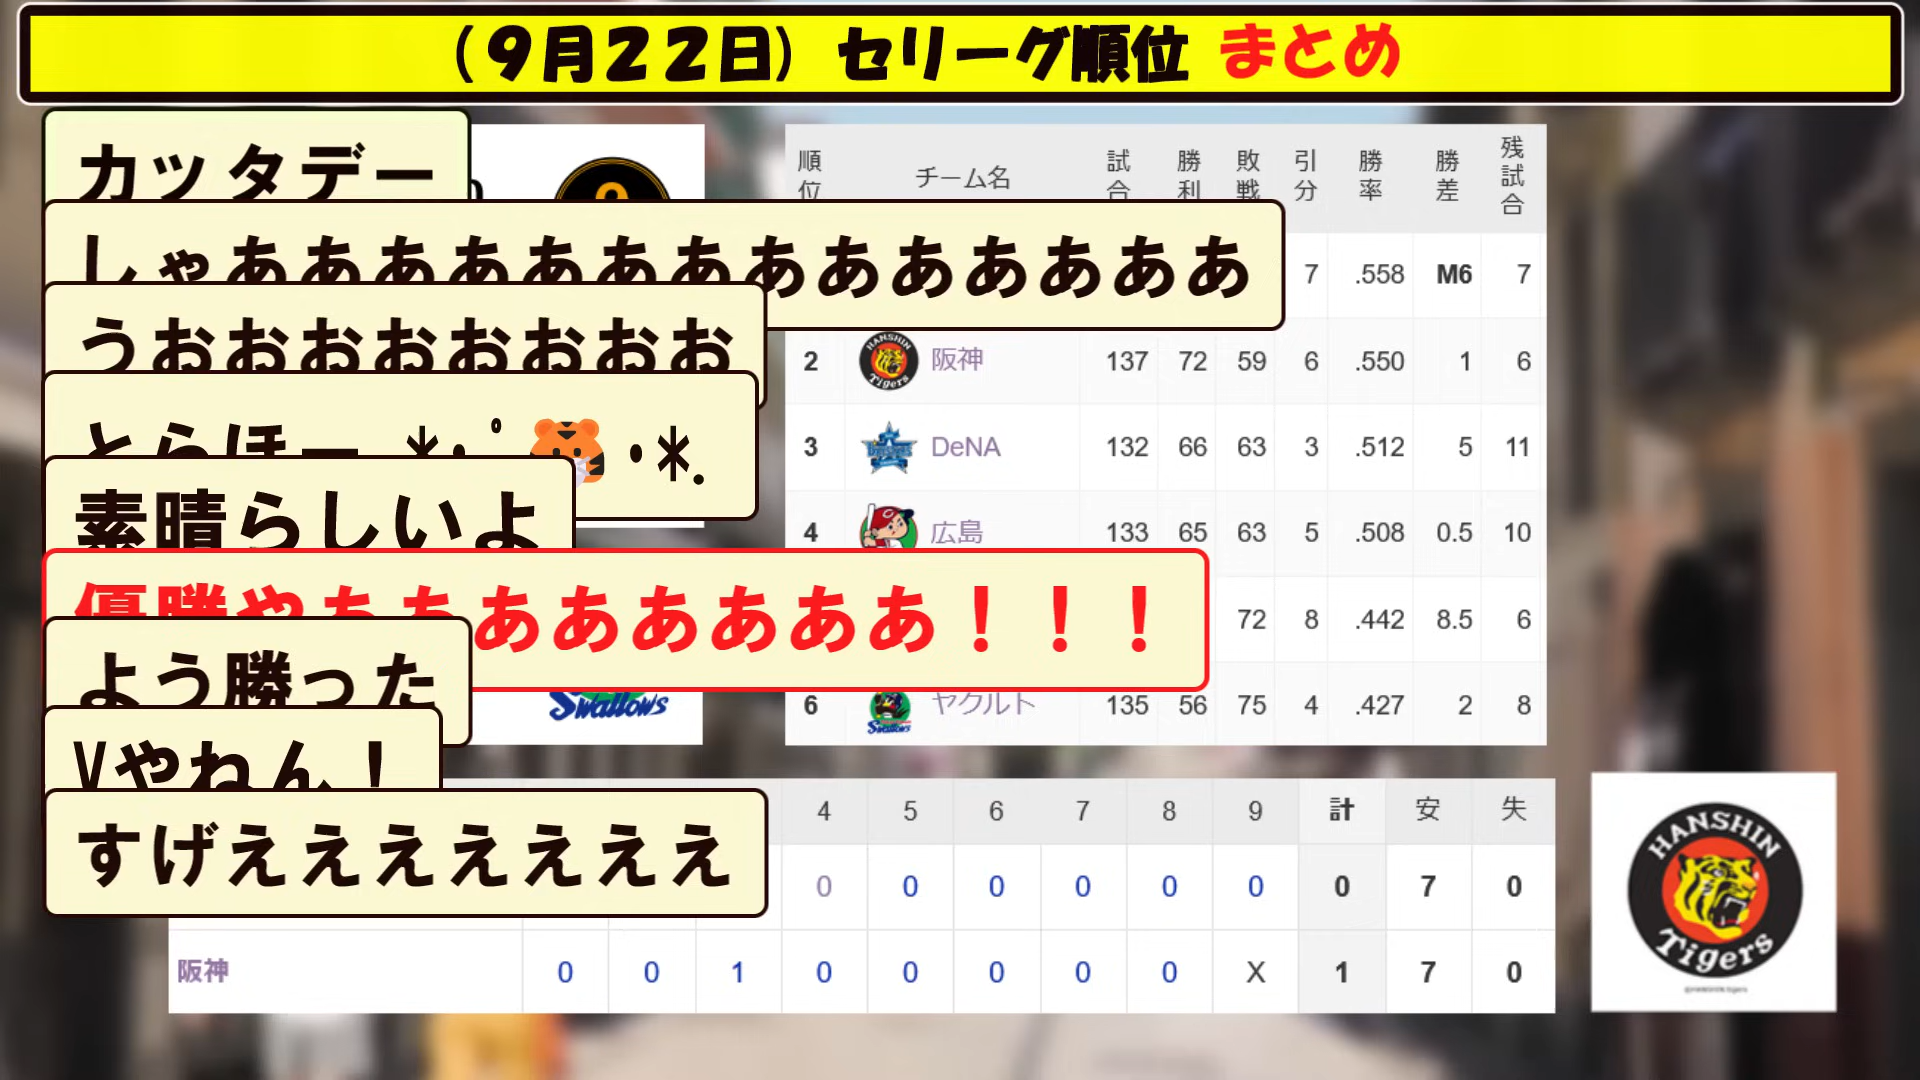 （９月２２日）セリーグ順位 まとめ
カッタデー
しゃああああああああああああああ
うおおおおおおおお
とらほー *･゜ ･*.
素晴らしいよ
優勝やああああああああ！！！
よう勝った
Vやねん！
すげえええええええ
順位 チーム名 試合 勝利 敗戦 引分 勝率 勝差 残試合
7 .558 M6 7
2 HANSHIN Tigers 阪神 137 72 59 6 .550 1 6
3 DeNA 132 66 63 3 .512 5 11
4 広島 133 65 63 5 .508 0.5 10
72 8 .442 8.5 6
6 Swallows ヤクルト 135 56 75 4 .427 2 8
Swallows
4 5 6 7 8 9 計 安 失
0 0 0 0 0 0 0 7 0
阪神 0 0 1 0 0 0 0 0 X 1 7 0
HANSHIN
Tigers